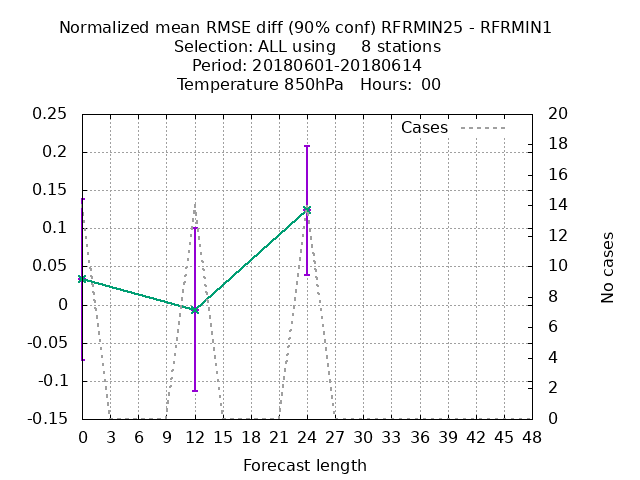 Normalized mean RMSE diff (90% conf) RFRMIN25 - RFRMIN1
Selection: ALL using     8 stations
Period: 20180601-20180614
Temperature 850hPa   Hours:  00
Cases
0.25
0.2
0.15
0.1
0.05
0
-0.05
-0.1
-0.15
20
18
16
14
12
10
8
6
4
2
0
No cases
0 3 6 9 12 15 18 21 24 27 30 33 36 39 42 45 48
Forecast length